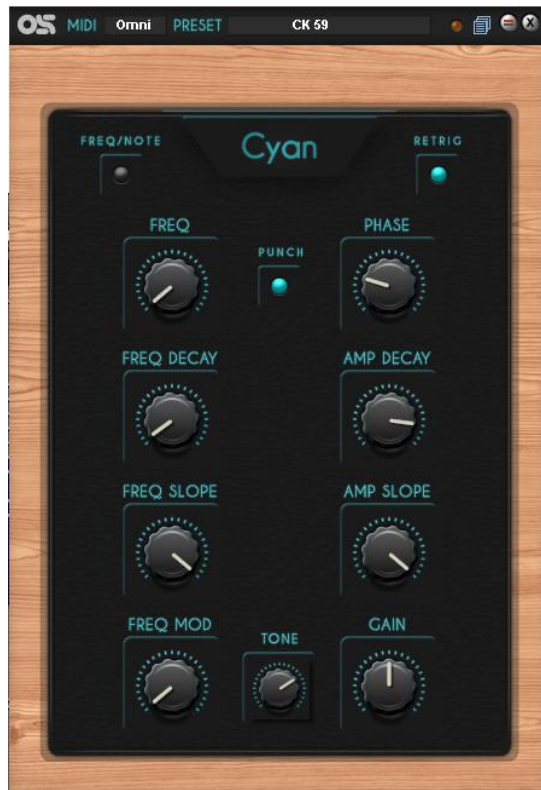 OS MIDI Omni PRESET CK 59
Cyan
FREQ/NOTE RETRIG
FREQ PHASE
PUNCH
FREQ DECAY AMP DECAY
FREQ SLOPE AMP SLOPE
FREQ MOD GAIN
TONE